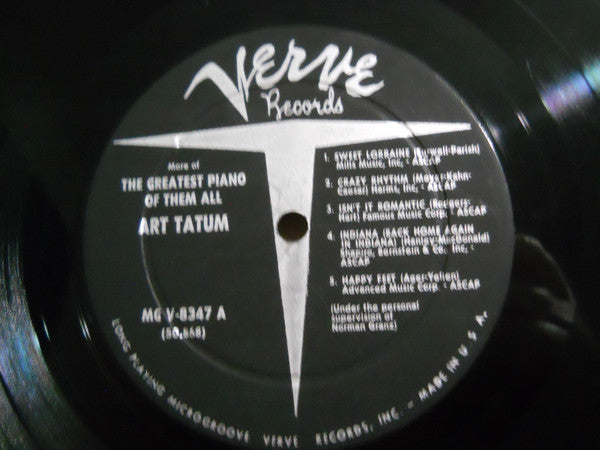 Verve
Records
More of
THE GREATEST PIANO
OF THEM ALL
ART TATUM
MG V-8347 A
(50,668)
1. SWEET LORRAINE (Burwell-Parish)
Mills Music, Inc. - ASCAP
2. CRAZY RHYTHM (Meyer-Kahn-
Caesar) Harms, Inc. - ASCAP
3. ISN'T IT ROMANTIC (Rodgers-
Hart) Famous Music Corp. - ASCAP
4. INDIANA (BACK HOME AGAIN
IN INDIANA) (Hanley-MacDonald)
Shapiro, Bernstein & Co. Inc. -
ASCAP
5. HAPPY FEET (Ager-Yellen)
Advanced Music Corp. - ASCAP
(Under the personal
supervision of
Norman Granz)
LONG PLAYING MICROGROOVE VERVE RECORDS, INC. - MADE IN U.S.A.